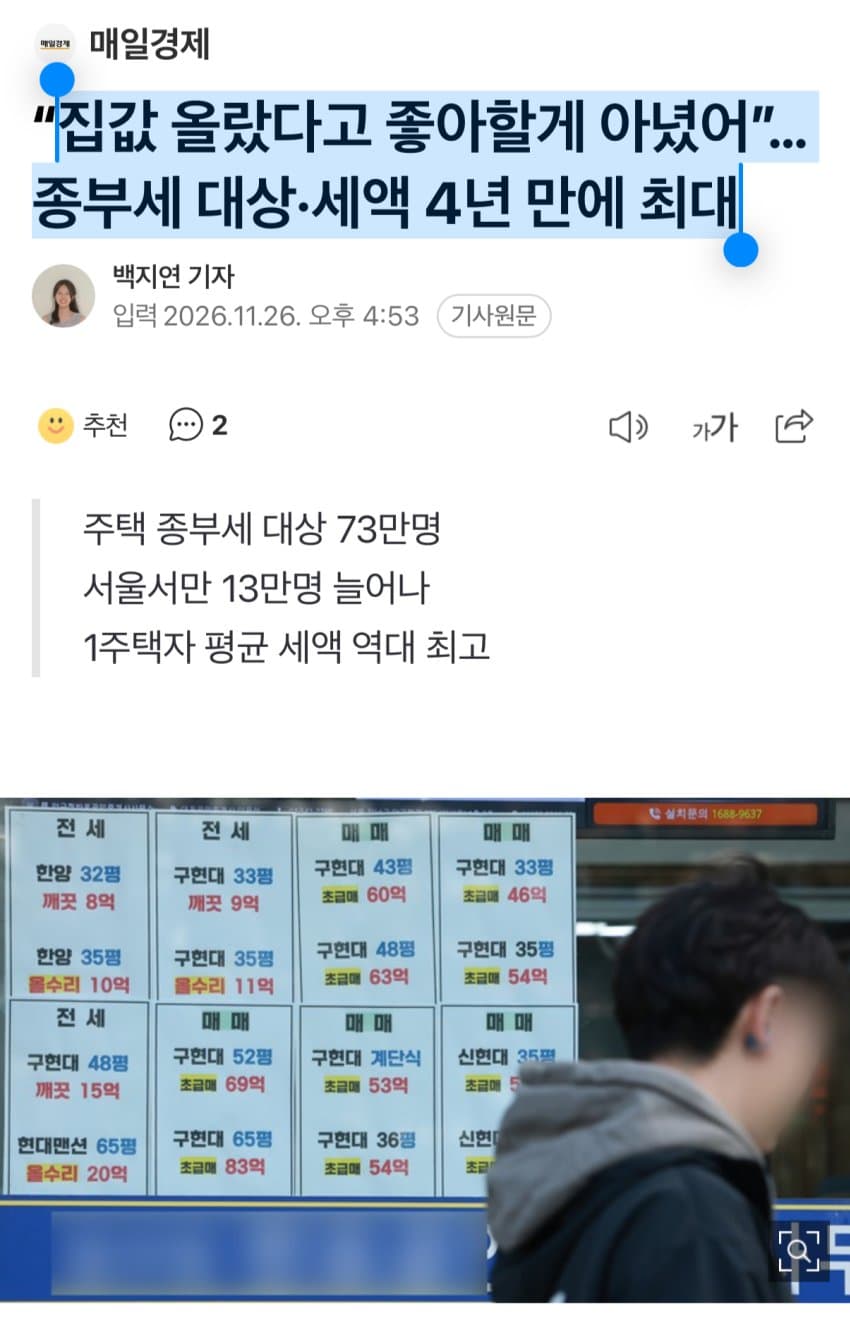 매일경제
매일경제
“집값 올랐다고 좋아할게 아녔어”…
종부세 대상·세액 4년 만에 최대
백지연 기자
입력 2026.11.26. 오후 4:53 기사원문
추천 2 가가
주택 종부세 대상 73만명
서울서만 13만명 늘어나
1주택자 평균 세액 역대 최고
설치문의 1688-9637
전 세
한양 32평
깨끗 8억
한양 35평
올수리 10억
전 세
구현대 33평
깨끗 9억
구현대 35평
올수리 11억
매 매
구현대 43평
초급매 60억
구현대 48평
초급매 63억
매 매
구현대 33평
초급매 46억
구현대 35평
초급매 54억
전 세
구현대 48평
깨끗 15억
현대맨션 65평
올수리 20억
매 매
구현대 52평
초급매 69억
구현대 65평
초급매 83억
매 매
구현대 계단식
초급매 53억
구현대 36평
초급매 54억
매 매
신현대 35평
초급매 5
신현
초급